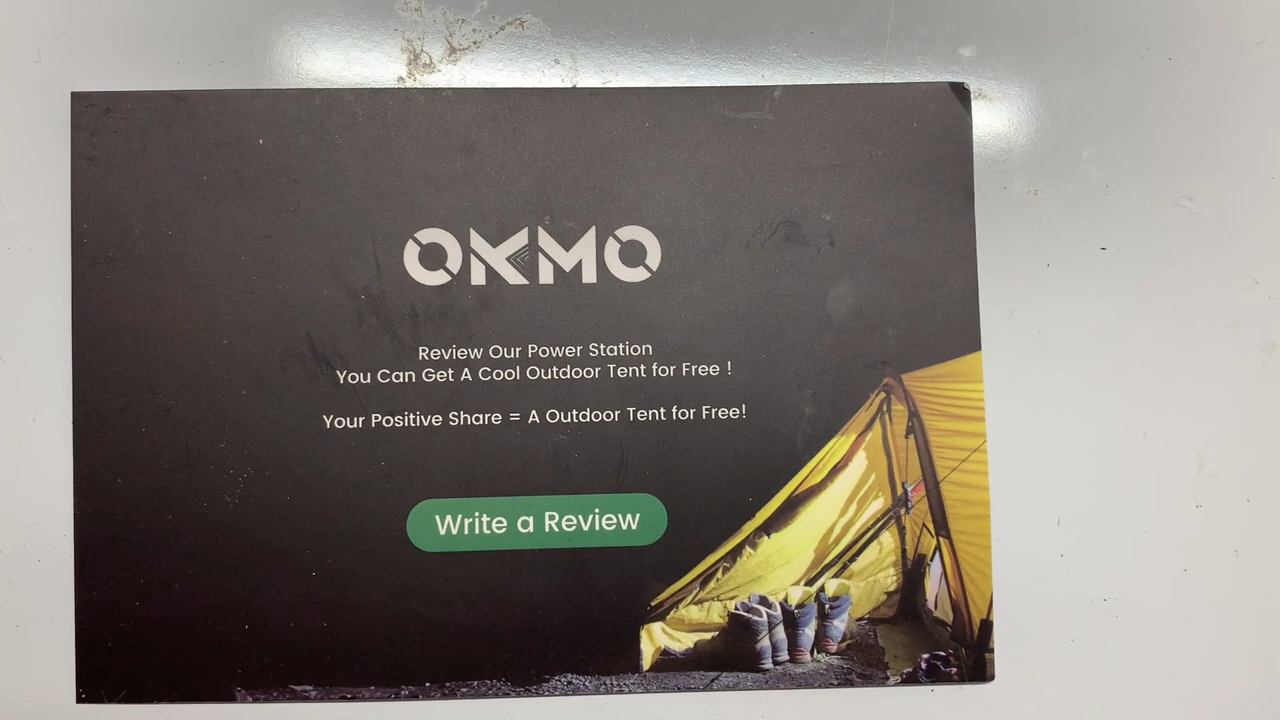 OKMO
Review Our Power Station
You Can Get A Cool Outdoor Tent for Free !
Your Positive Share = A Outdoor Tent for Free!
Write a Review